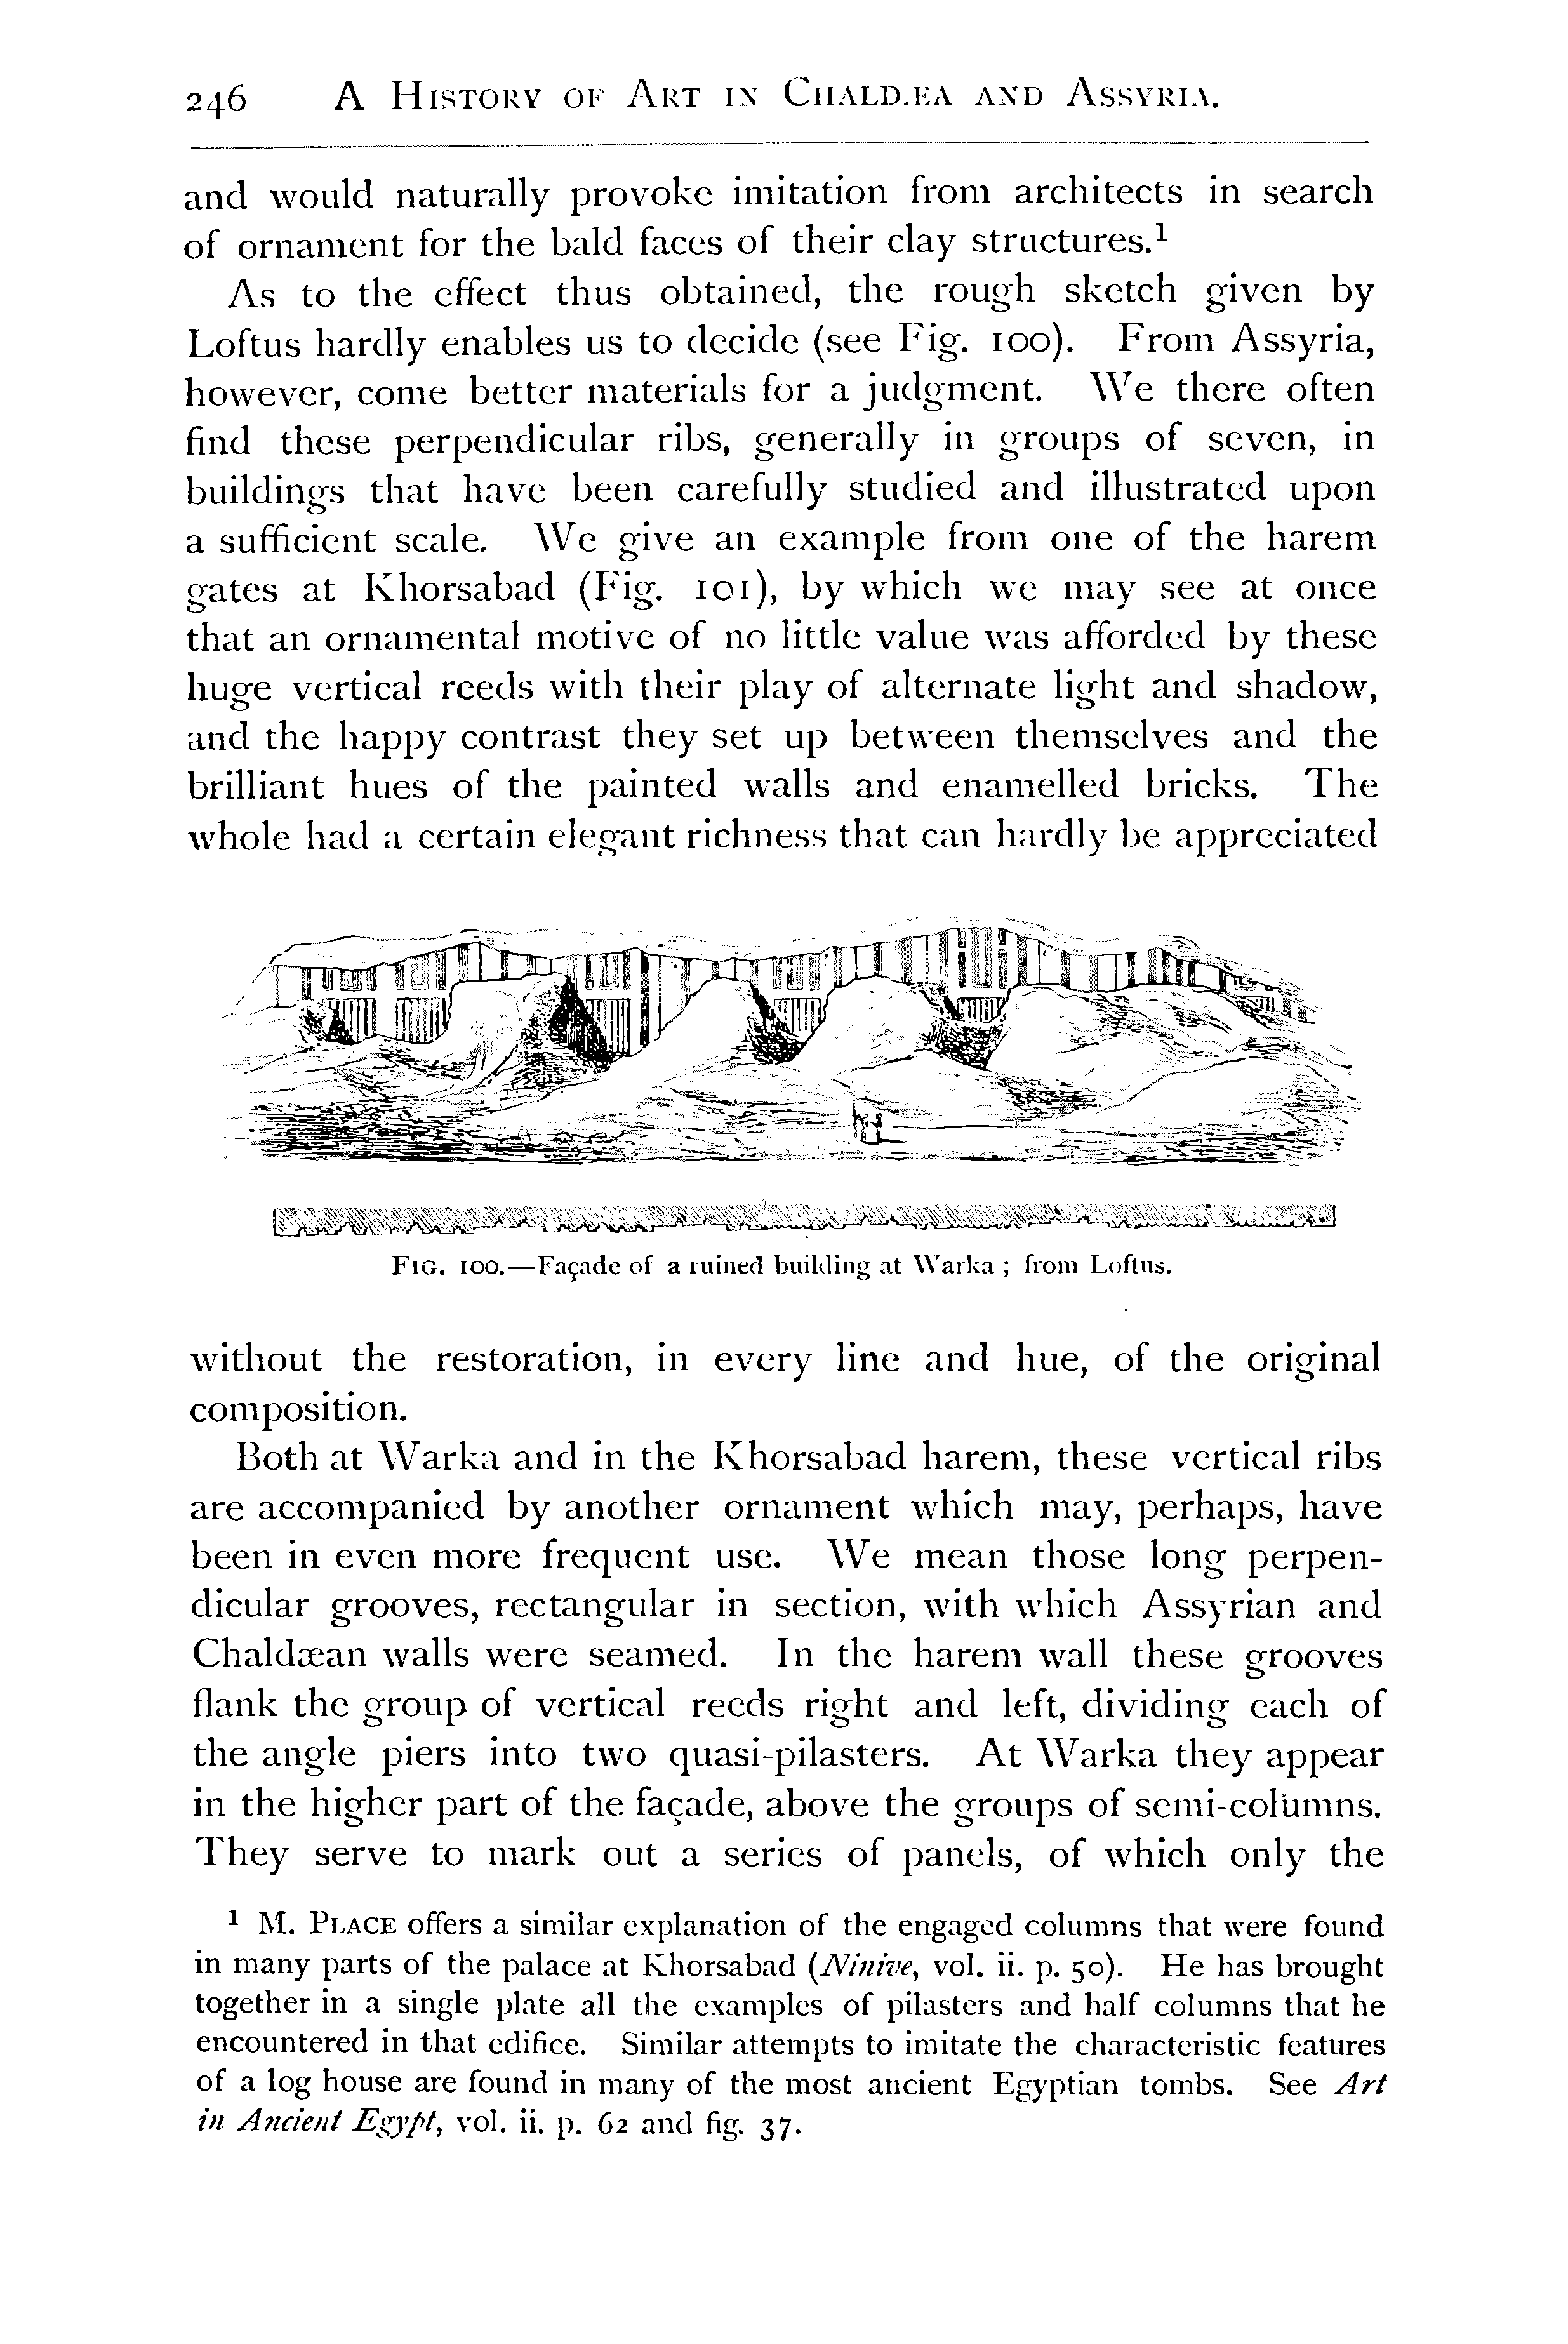 246 A History of Art in Chaldæa and Assyria.
and would naturally provoke imitation from architects in search
of ornament for the bald faces of their clay structures.¹
As to the effect thus obtained, the rough sketch given by
Loftus hardly enables us to decide (see Fig. 100). From Assyria,
however, come better materials for a judgment. We there often
find these perpendicular ribs, generally in groups of seven, in
buildings that have been carefully studied and illustrated upon
a sufficient scale. We give an example from one of the harem
gates at Khorsabad (Fig. 101), by which we may see at once
that an ornamental motive of no little value was afforded by these
huge vertical reeds with their play of alternate light and shadow,
and the happy contrast they set up between themselves and the
brilliant hues of the painted walls and enamelled bricks. The
whole had a certain elegant richness that can hardly be appreciated
Fig. 100.—Façade of a ruined building at Warka ; from Loftus.
without the restoration, in every line and hue, of the original
composition.
Both at Warka and in the Khorsabad harem, these vertical ribs
are accompanied by another ornament which may, perhaps, have
been in even more frequent use. We mean those long perpen-
dicular grooves, rectangular in section, with which Assyrian and
Chaldæan walls were seamed. In the harem wall these grooves
flank the group of vertical reeds right and left, dividing each of
the angle piers into two quasi-pilasters. At Warka they appear
in the higher part of the façade, above the groups of semi-columns.
They serve to mark out a series of panels, of which only the
¹ M. Place offers a similar explanation of the engaged columns that were found
in many parts of the palace at Khorsabad (Ninive, vol. ii. p. 50). He has brought
together in a single plate all the examples of pilasters and half columns that he
encountered in that edifice. Similar attempts to imitate the characteristic features
of a log house are found in many of the most ancient Egyptian tombs. See Art
in Ancient Egypt, vol. ii. p. 62 and fig. 37.